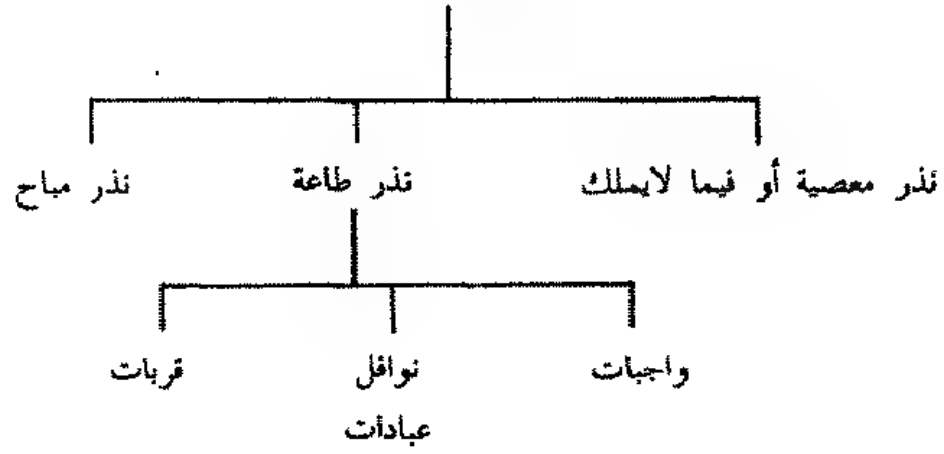 نذر معصية أو فيما لايملك نذر طاعة نذر مباح
واجبات نوافل قربات
عبادات